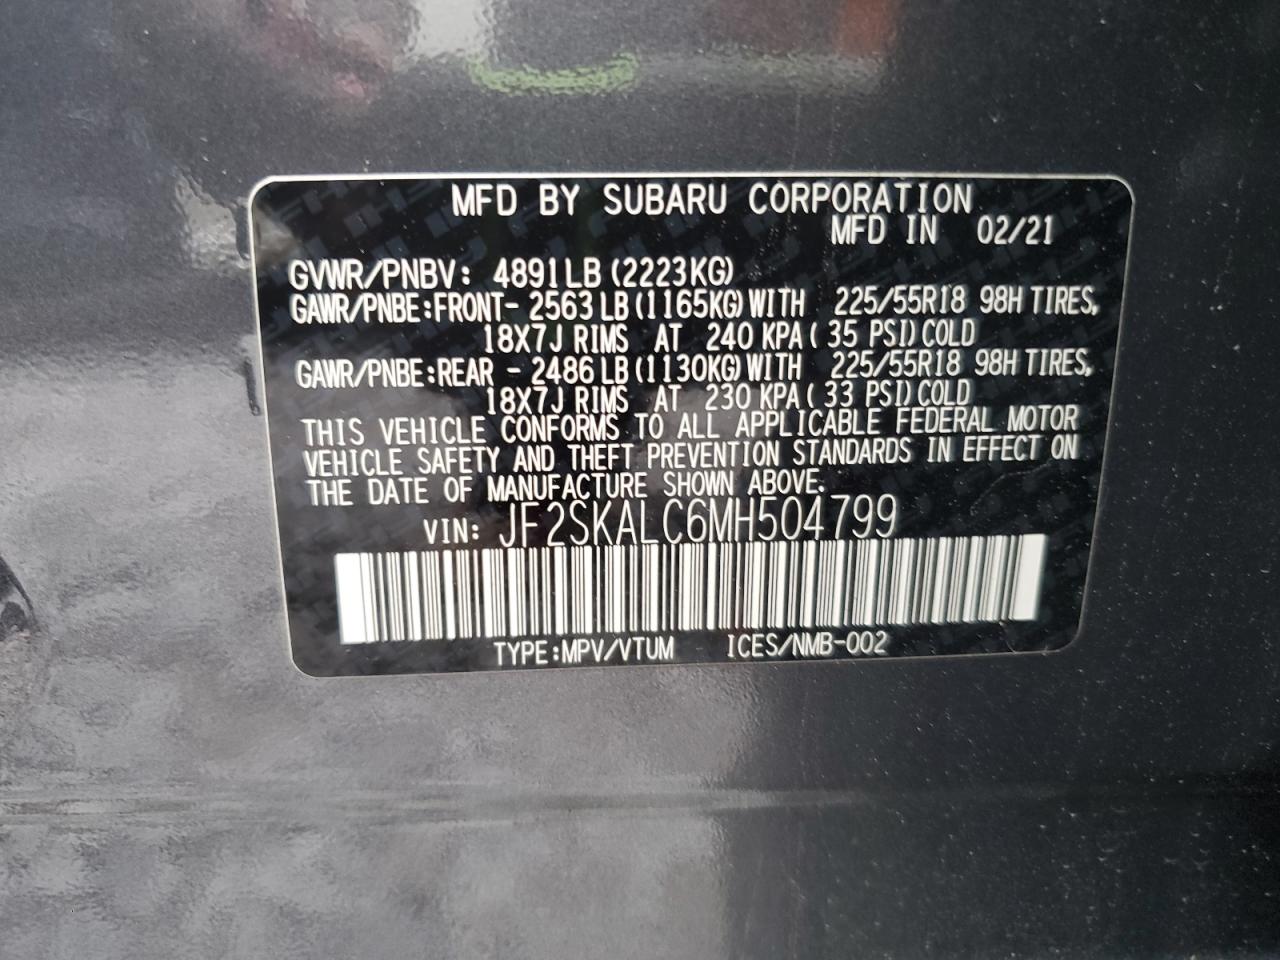 MFD BY SUBARU CORPORATION
MFD IN 02/21
GVWR/PNBV: 4891LB (2223KG)
GAWR/PNBE:FRONT- 2563 LB (1165KG) WITH 225/55R18 98H TIRES,
18X7J RIMS AT 240 KPA ( 35 PSI) COLD
GAWR/PNBE:REAR - 2486 LB (1130KG) WITH 225/55R18 98H TIRES,
18X7J RIMS AT 230 KPA ( 33 PSI) COLD
THIS VEHICLE CONFORMS TO ALL APPLICABLE FEDERAL MOTOR
VEHICLE SAFETY AND THEFT PREVENTION STANDARDS IN EFFECT ON
THE DATE OF MANUFACTURE SHOWN ABOVE.
VIN: JF2SKALC6MH504799
TYPE:MPV/VTUM ICES/NMB-002